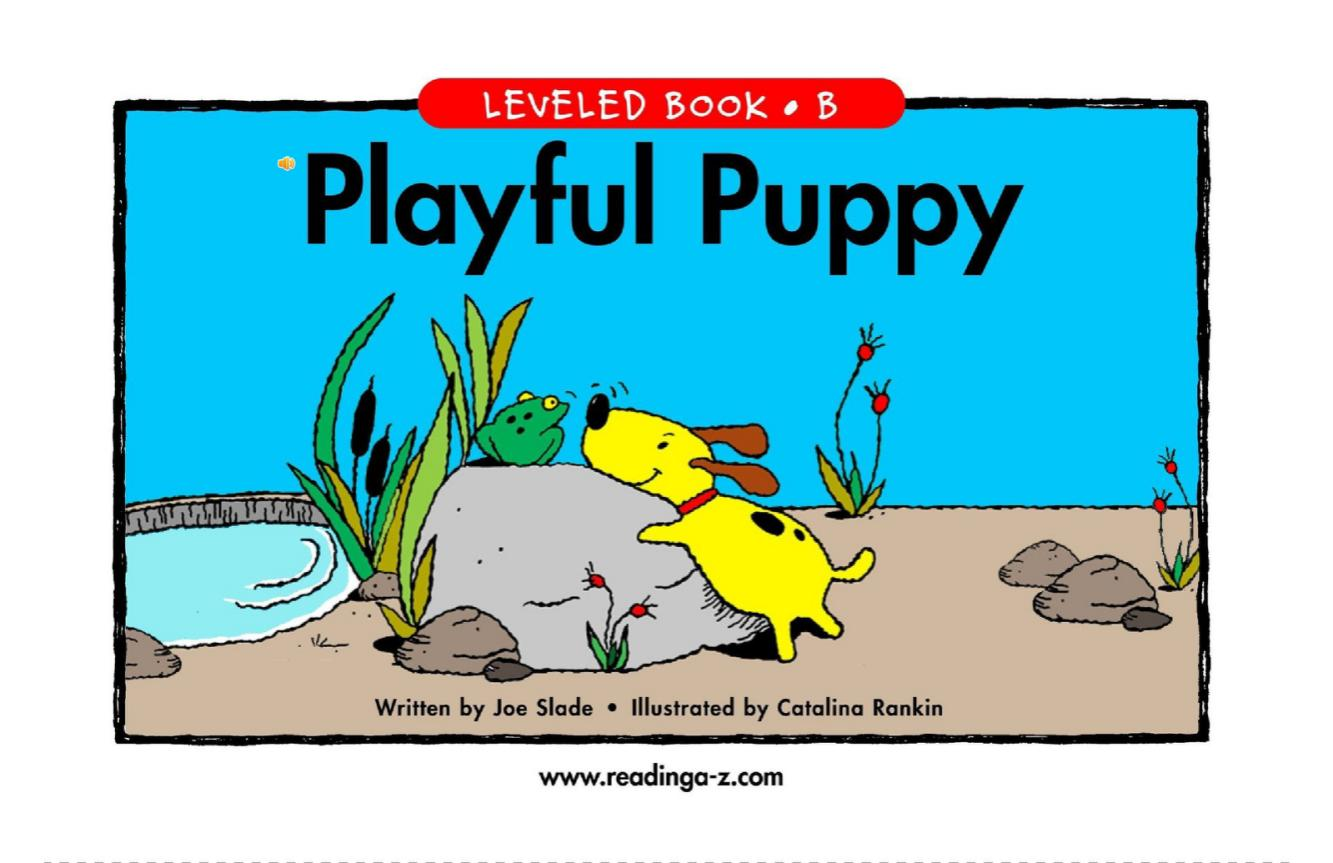 LEVELED BOOK • B
Playful Puppy
Written by Joe Slade • Illustrated by Catalina Rankin
www.readinga-z.com